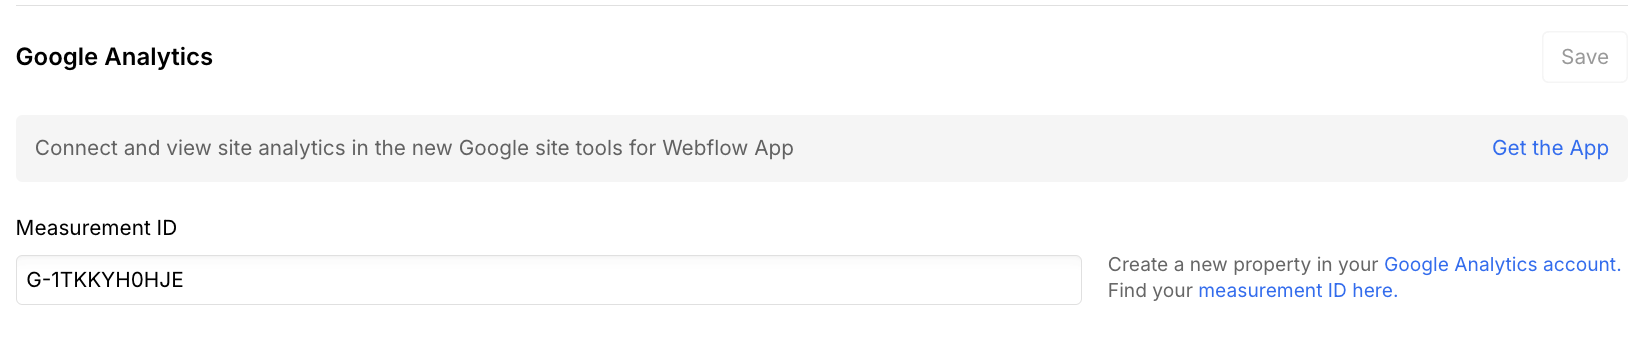 Google Analytics
Save
Connect and view site analytics in the new Google site tools for Webflow App
Get the App
Measurement ID
G-1TKKYH0HJE
Create a new property in your Google Analytics account.
Find your measurement ID here.